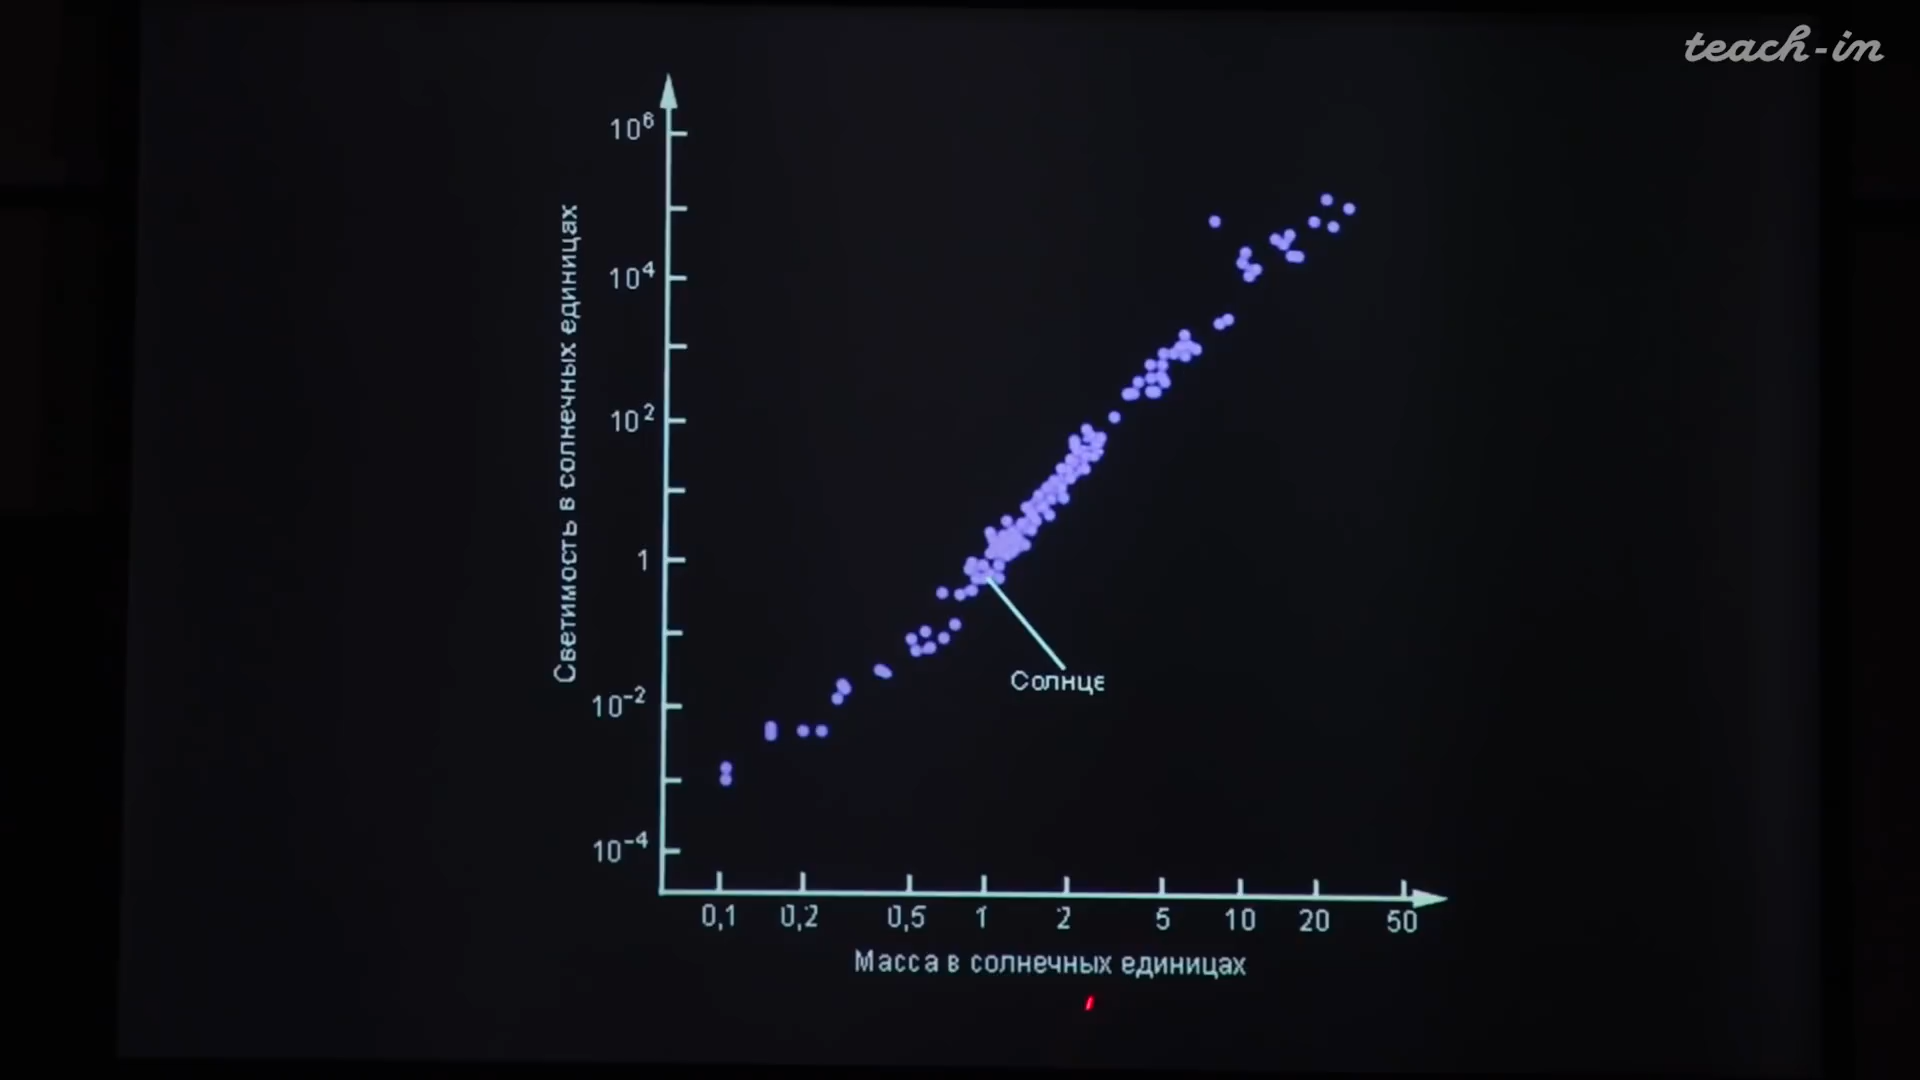 teach-in
10⁶
10⁴
10²
1
10⁻²
10⁻⁴
Светимость в солнечных единицах
Солнце
0,1 0,2 0,5 1 2 5 10 20 50
Масса в солнечных единицах